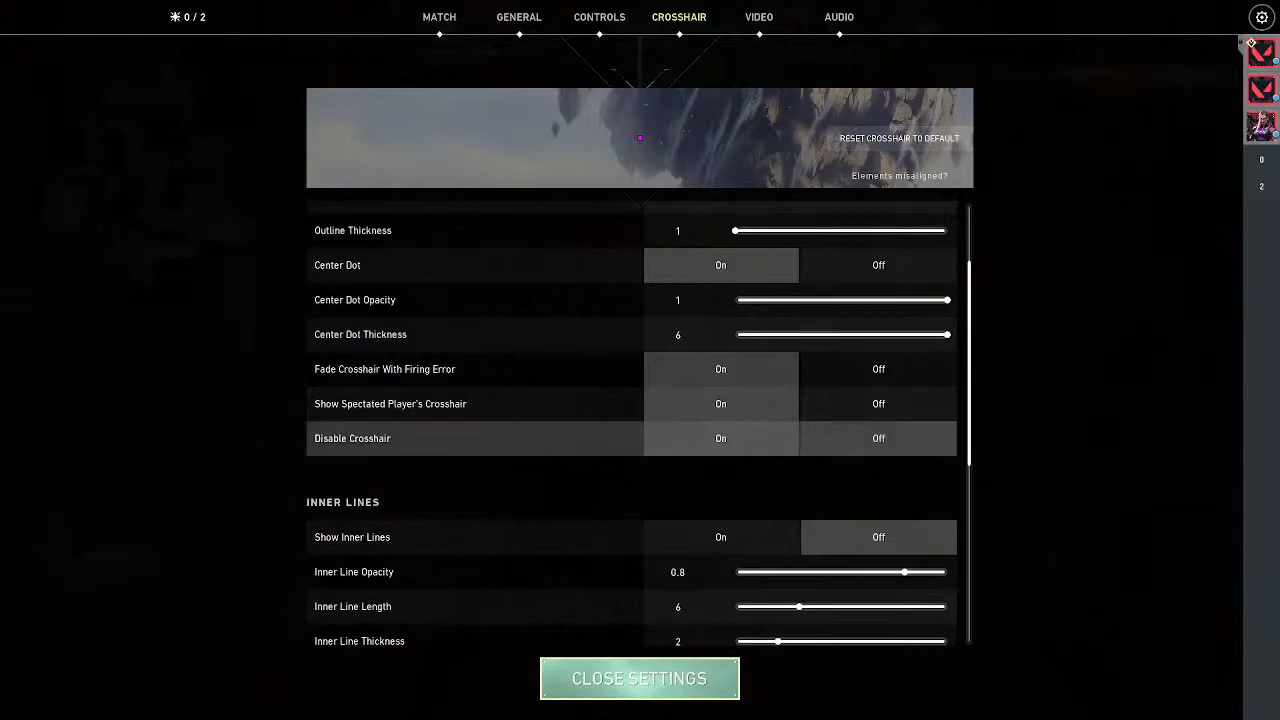 0 / 2
MATCH GENERAL CONTROLS CROSSHAIR VIDEO AUDIO
RESET CROSSHAIR TO DEFAULT
Elements misaligned?
Outline Thickness 1
Center Dot On Off
Center Dot Opacity 1
Center Dot Thickness 6
Fade Crosshair With Firing Error On Off
Show Spectated Player's Crosshair On Off
Disable Crosshair On Off
INNER LINES
Show Inner Lines On Off
Inner Line Opacity 0.8
Inner Line Length 6
Inner Line Thickness 2
CLOSE SETTINGS
0
2